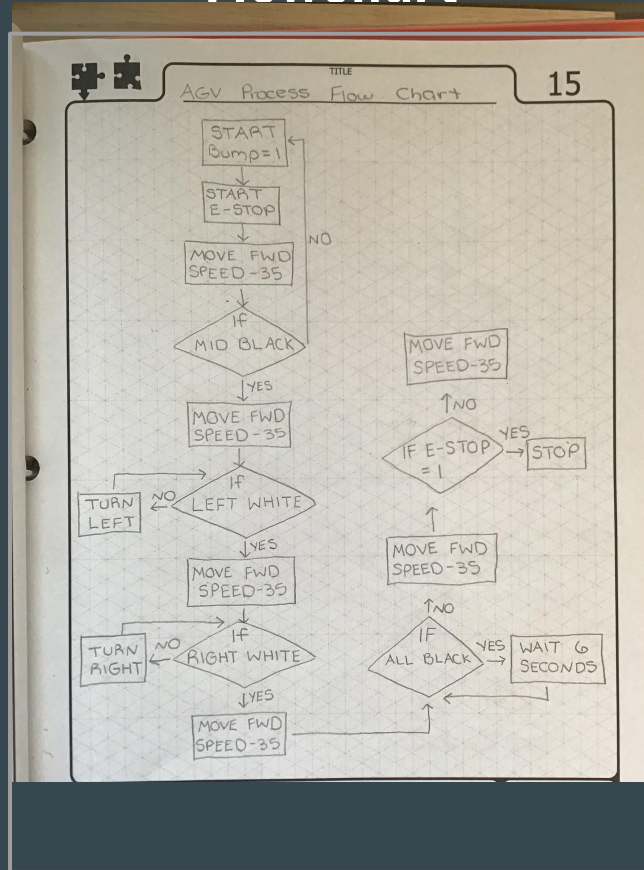 Flowchart
TITLE
AGV Process Flow Chart
15
START
Bump=1
START
E-STOP
MOVE FWD
SPEED-35
NO
If
MID BLACK
YES
MOVE FWD
SPEED-35
If
LEFT WHITE
NO
TURN
LEFT
YES
MOVE FWD
SPEED-35
If
RIGHT WHITE
NO
TURN
RIGHT
YES
MOVE FWD
SPEED-35
IF
ALL BLACK
YES
WAIT 6
SECONDS
NO
MOVE FWD
SPEED-35
IF E-STOP
= 1
YES
STOP
NO
MOVE FWD
SPEED-35